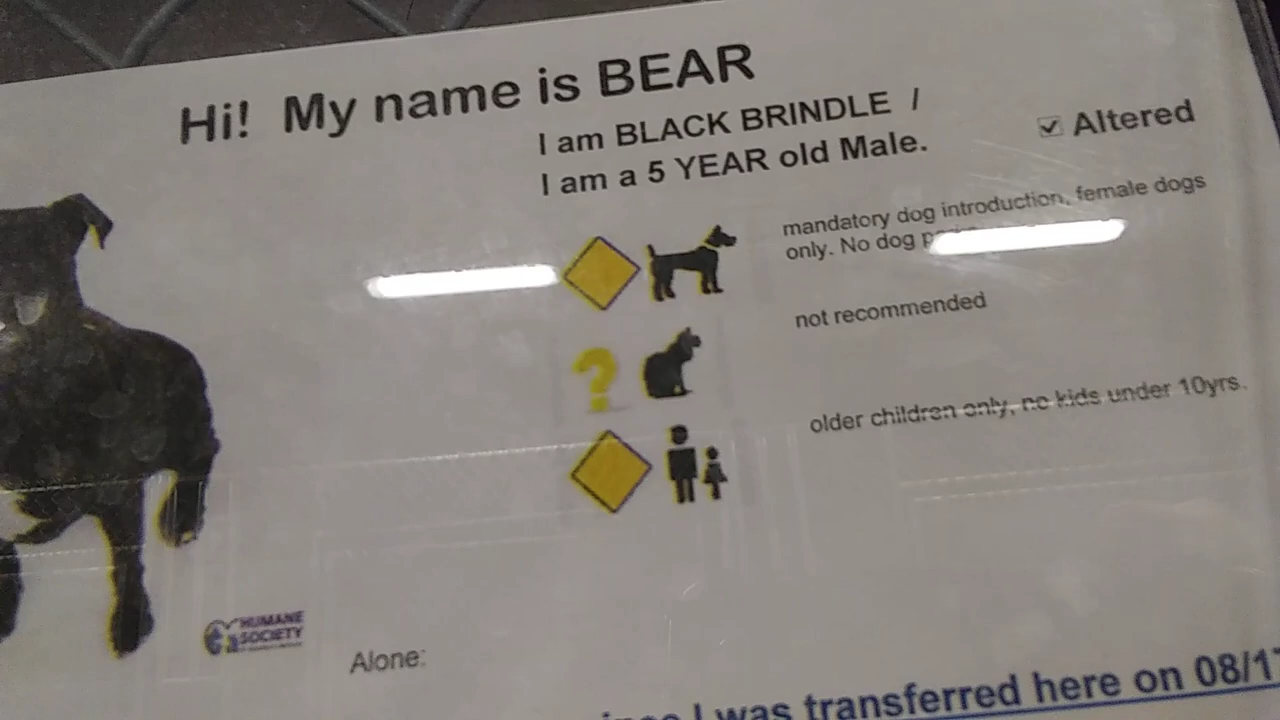 Hi! My name is BEAR
I am BLACK BRINDLE /
I am a 5 YEAR old Male.
Altered
mandatory dog introduction, female dogs
only. No dog
?
not recommended
older children only, no kids under 10yrs.
HUMANE
SOCIETY
Alone:
I was transferred here on 08/17